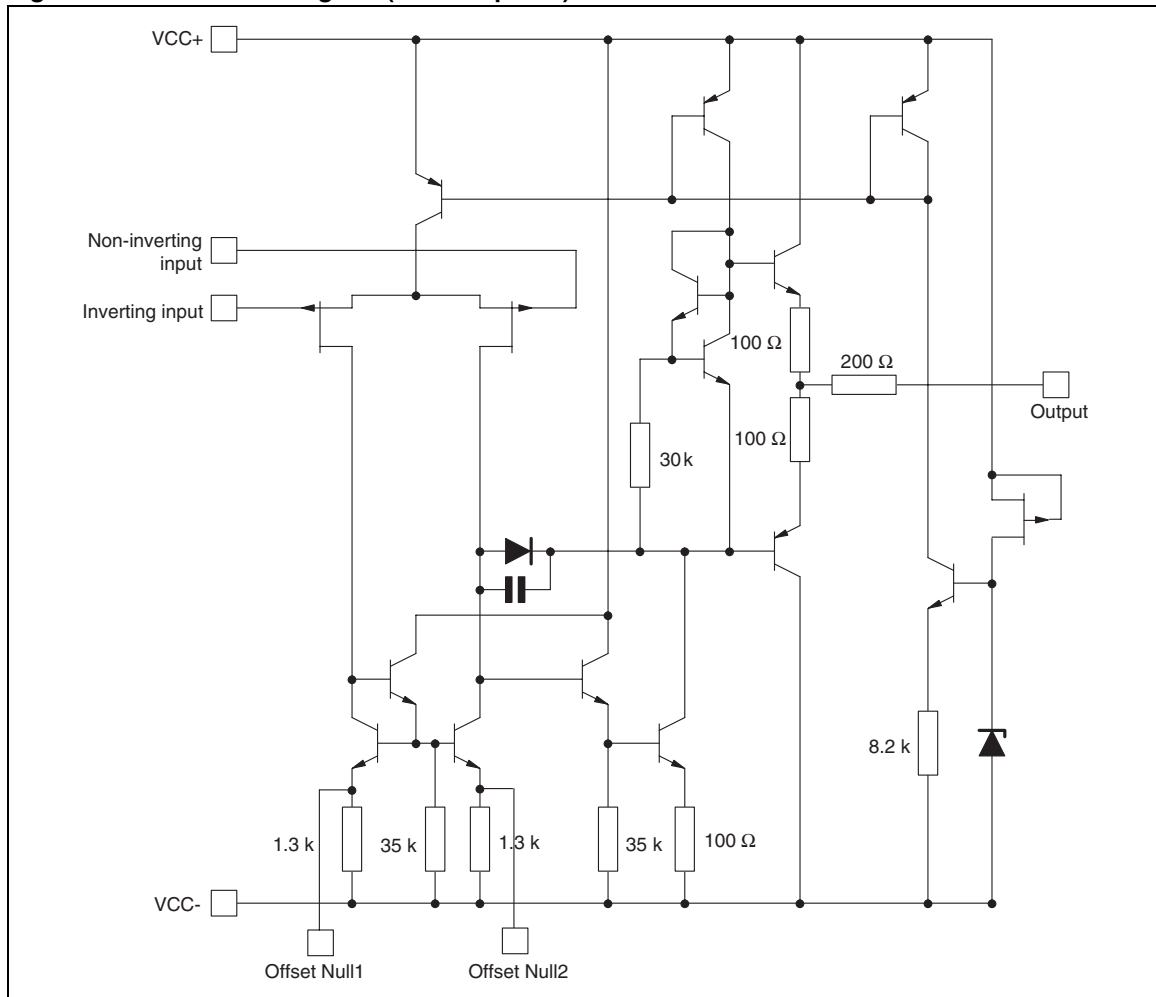 VCC+
Non-inverting
input
Inverting input
100 Ω
200 Ω
Output
100 Ω
30 k
8.2 k
1.3 k
35 k
1.3 k
35 k
100 Ω
VCC-
Offset Null1
Offset Null2